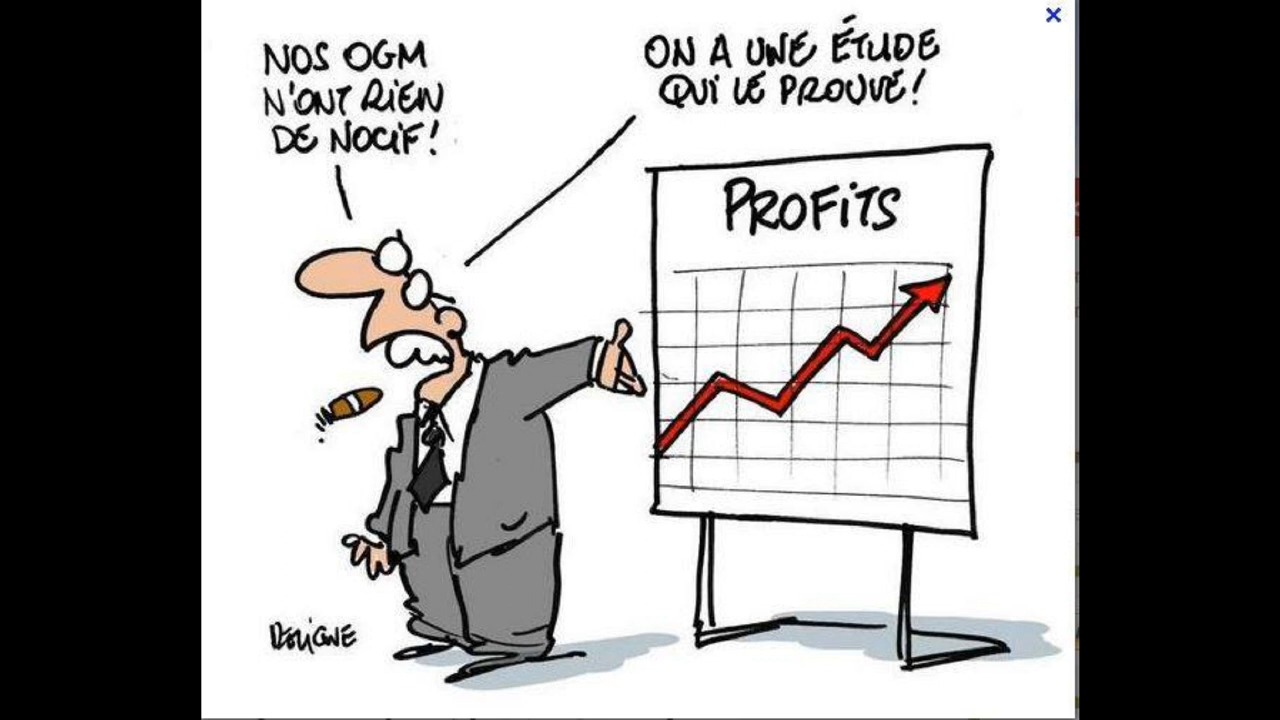 NOS OGM
N'ONT RIEN
DE NOCIF!
ON A UNE ÉTUDE
QUI LE PROUVE!
PROFITS
DELIGNE